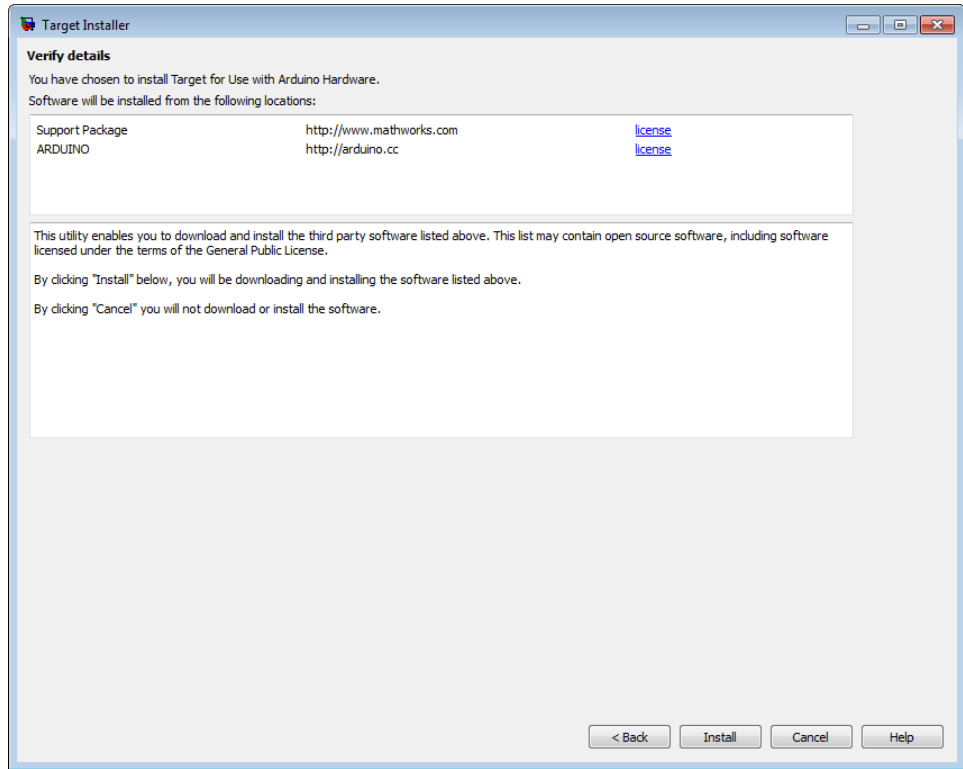 Target Installer
Verify details
You have chosen to install Target for Use with Arduino Hardware.
Software will be installed from the following locations:
Support Package http://www.mathworks.com license
ARDUINO http://arduino.cc license
This utility enables you to download and install the third party software listed above. This list may contain open source software, including software
licensed under the terms of the General Public License.
By clicking "Install" below, you will be downloading and installing the software listed above.
By clicking "Cancel" you will not download or install the software.
< Back Install Cancel Help